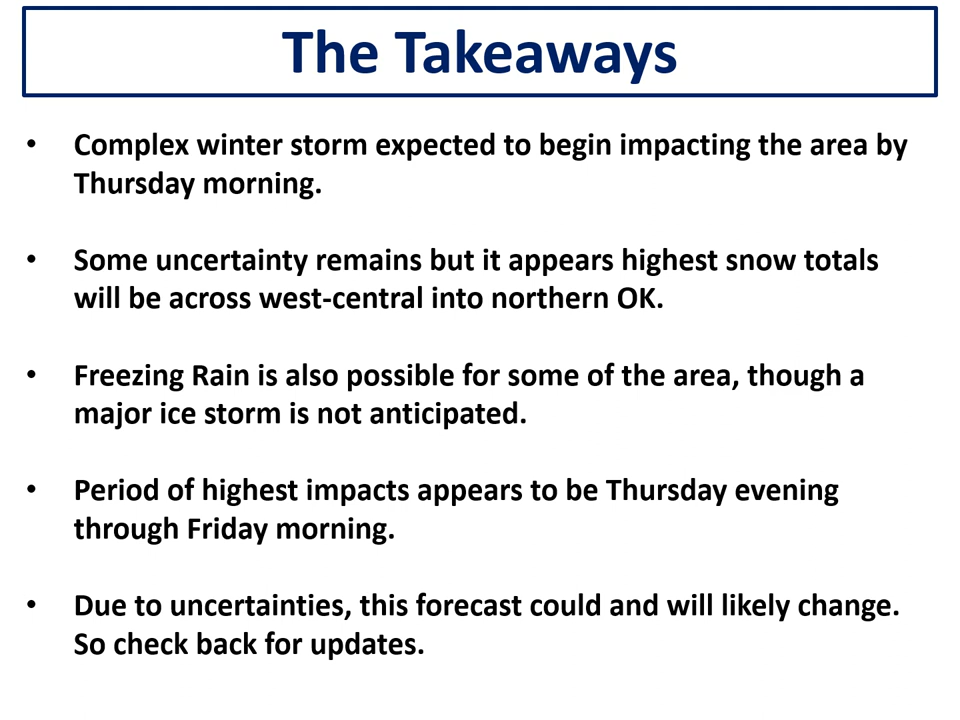 The Takeaways
• Complex winter storm expected to begin impacting the area by
Thursday morning.
• Some uncertainty remains but it appears highest snow totals
will be across west-central into northern OK.
• Freezing Rain is also possible for some of the area, though a
major ice storm is not anticipated.
• Period of highest impacts appears to be Thursday evening
through Friday morning.
• Due to uncertainties, this forecast could and will likely change.
So check back for updates.